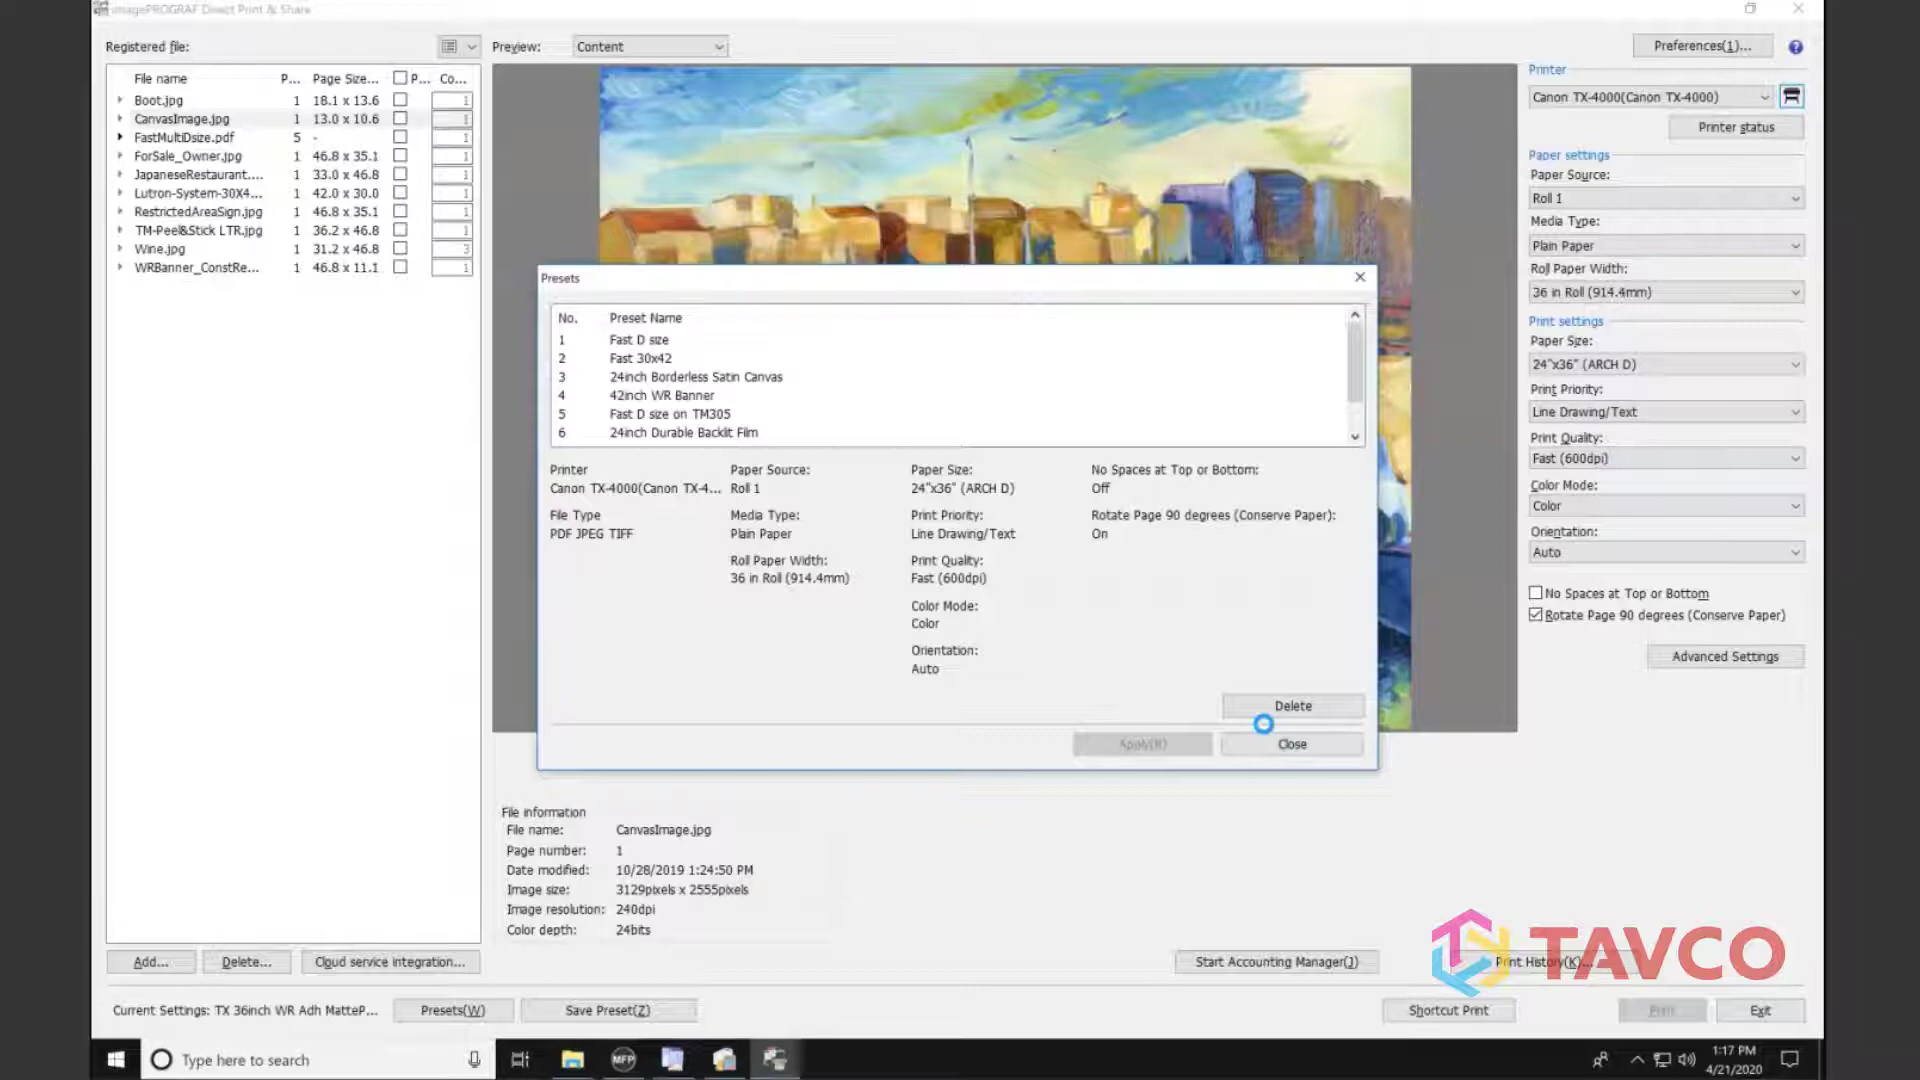 imagePROGRAF Direct Print & Share
Registered file:
Preview:
Content
Preferences(1)...
File name P... Page Size... P... Co...
Boot.jpg 1 18.1 x 13.6 1
CanvasImage.jpg 1 13.0 x 10.6 1
FastMultiDsize.pdf 5 - 1
ForSale_Owner.jpg 1 46.8 x 35.1 1
JapaneseRestaurant.... 1 33.0 x 46.8 1
Lutron-System-30X4... 1 42.0 x 30.0 1
RestrictedAreaSign.jpg 1 46.8 x 35.1 1
TM-Peel&Stick LTR.jpg 1 36.2 x 46.8 1
Wine.jpg 1 31.2 x 46.8 3
WRBanner_ConstRe... 1 46.8 x 11.1 1
Printer
Canon TX-4000(Canon TX-4000)
Printer status
Paper settings
Paper Source:
Roll 1
Media Type:
Plain Paper
Roll Paper Width:
36 in Roll (914.4mm)
Print settings
Paper Size:
24"x36" (ARCH D)
Print Priority:
Line Drawing/Text
Print Quality:
Fast (600dpi)
Color Mode:
Color
Orientation:
Auto
No Spaces at Top or Bottom
Rotate Page 90 degrees (Conserve Paper)
Advanced Settings
Presets
No. Preset Name
1 Fast D size
2 Fast 30x42
3 24inch Borderless Satin Canvas
4 42inch WR Banner
5 Fast D size on TM305
6 24inch Durable Backlit Film
Printer
Canon TX-4000(Canon TX-4...
File Type
PDF JPEG TIFF
Paper Source:
Roll 1
Media Type:
Plain Paper
Roll Paper Width:
36 in Roll (914.4mm)
Paper Size:
24"x36" (ARCH D)
Print Priority:
Line Drawing/Text
Print Quality:
Fast (600dpi)
Color Mode:
Color
Orientation:
Auto
No Spaces at Top or Bottom:
Off
Rotate Page 90 degrees (Conserve Paper):
On
Delete
Apply(R)
Close
File information
File name: CanvasImage.jpg
Page number: 1
Date modified: 10/28/2019 1:24:50 PM
Image size: 3129pixels x 2555pixels
Image resolution: 240dpi
Color depth: 24bits
Add...
Delete...
Cloud service integration...
Start Accounting Manager(J)
Print History(K)...
TAVCO
Current Settings: TX 36inch WR Adh MatteP...
Presets(W)
Save Preset(Z)
Shortcut Print
Print
Exit
Type here to search
MFP
1:17 PM
4/21/2020